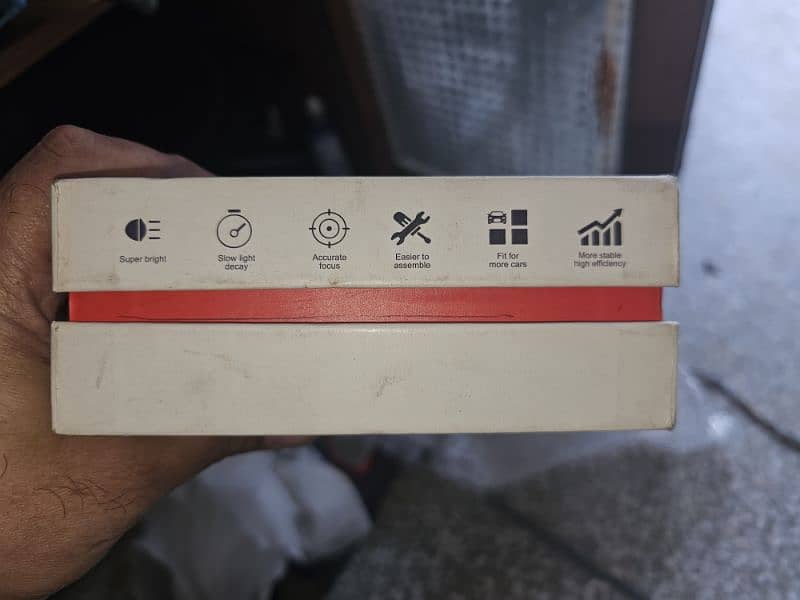 Super bright
Slow light
decay
Accurate
focus
Easier to
assemble
Fit for
more cars
More stable
high efficiency